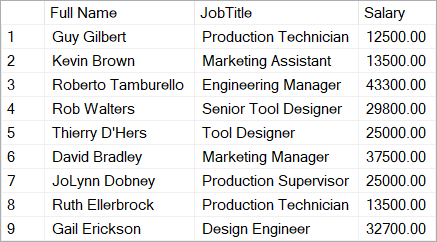 Full Name JobTitle Salary
1 Guy Gilbert Production Technician 12500.00
2 Kevin Brown Marketing Assistant 13500.00
3 Roberto Tamburello Engineering Manager 43300.00
4 Rob Walters Senior Tool Designer 29800.00
5 Thierry D'Hers Tool Designer 25000.00
6 David Bradley Marketing Manager 37500.00
7 JoLynn Dobney Production Supervisor 25000.00
8 Ruth Ellerbrock Production Technician 13500.00
9 Gail Erickson Design Engineer 32700.00